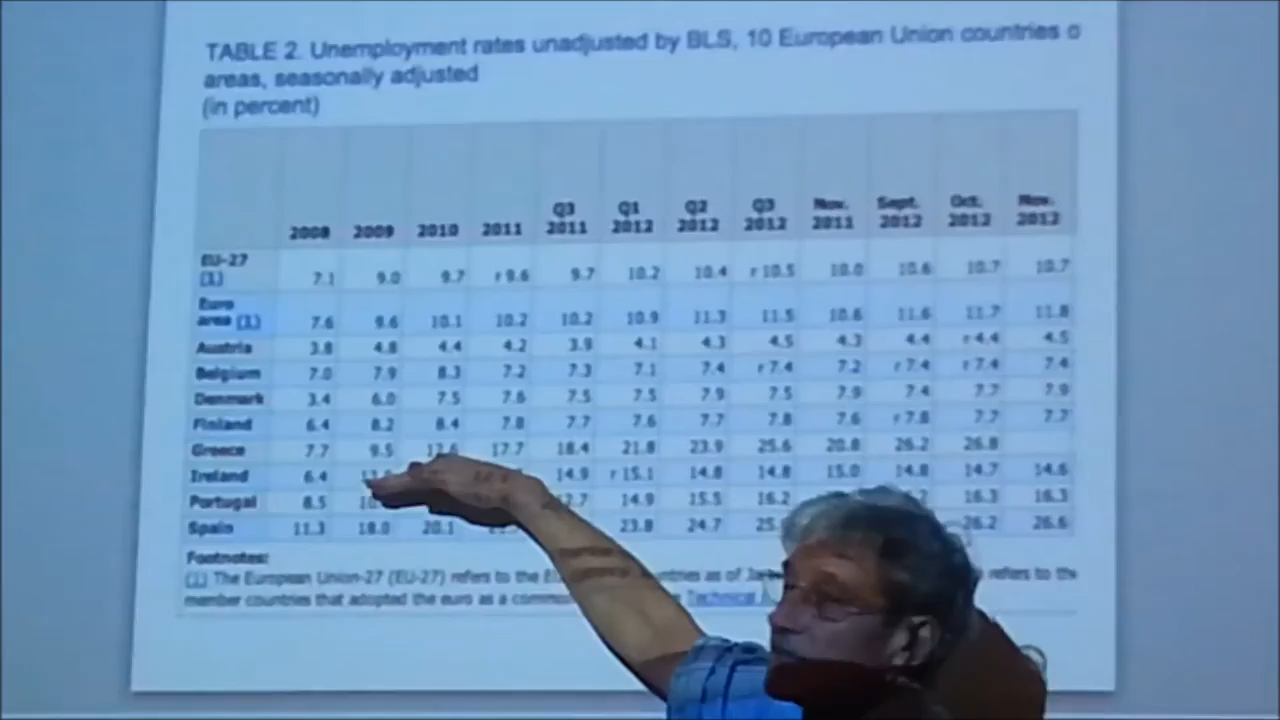 TABLE 2. Unemployment rates unadjusted by BLS, 10 European Union countries o
areas, seasonally adjusted
(in percent)
2008 2009 2010 2011 Q3 2011 Q1 2012 Q2 2012 Q3 2012 Nov. 2011 Sept. 2012 Oct. 2012 Nov. 2012
EU-27 (1) 7.1 9.0 9.7 r 9.6 9.7 10.2 10.4 r 10.5 10.0 10.6 10.7 10.7
Euro area (1) 7.6 9.6 10.1 10.2 10.2 10.9 11.3 11.5 10.6 11.6 11.7 11.8
Austria 3.8 4.8 4.4 4.2 3.9 4.1 4.3 4.5 4.3 4.4 r 4.4 4.5
Belgium 7.0 7.9 8.3 7.2 7.3 7.1 7.4 r 7.4 7.2 r 7.4 r 7.4 7.4
Denmark 3.4 6.0 7.5 7.6 7.5 7.5 7.9 7.5 7.9 7.4 7.7 7.9
Finland 6.4 8.2 8.4 7.8 7.7 7.6 7.7 7.8 7.6 r 7.8 7.7 7.7
Greece 7.7 9.5 12.6 17.7 18.4 21.8 23.9 25.6 20.8 26.2 26.8
Ireland 6.4 14.9 r 15.1 14.8 14.8 15.0 14.8 14.7 14.6
Portugal 8.5 14.9 15.5 16.2 16.3 16.3
Spain 11.3 18.0 20.1 23.8 24.7 26.2 26.6
Footnotes:
(1) The European Union-27 (EU-27) refers to the countries as of refers to the
member countries that adopted the euro as a Technical